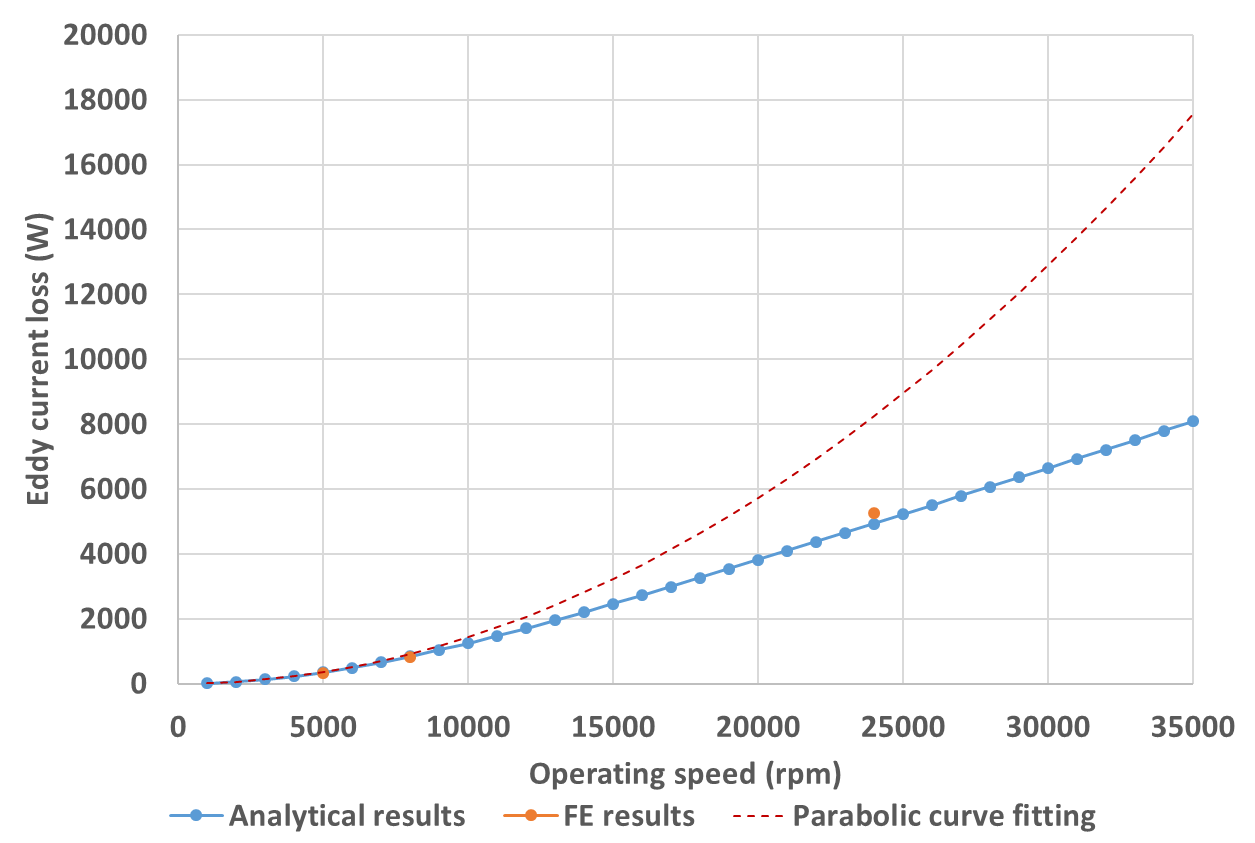 20000
18000
16000
14000
12000
10000
8000
6000
4000
2000
0
Eddy current loss (W)
0 5000 10000 15000 20000 25000 30000 35000
Operating speed (rpm)
Analytical results FE results Parabolic curve fitting